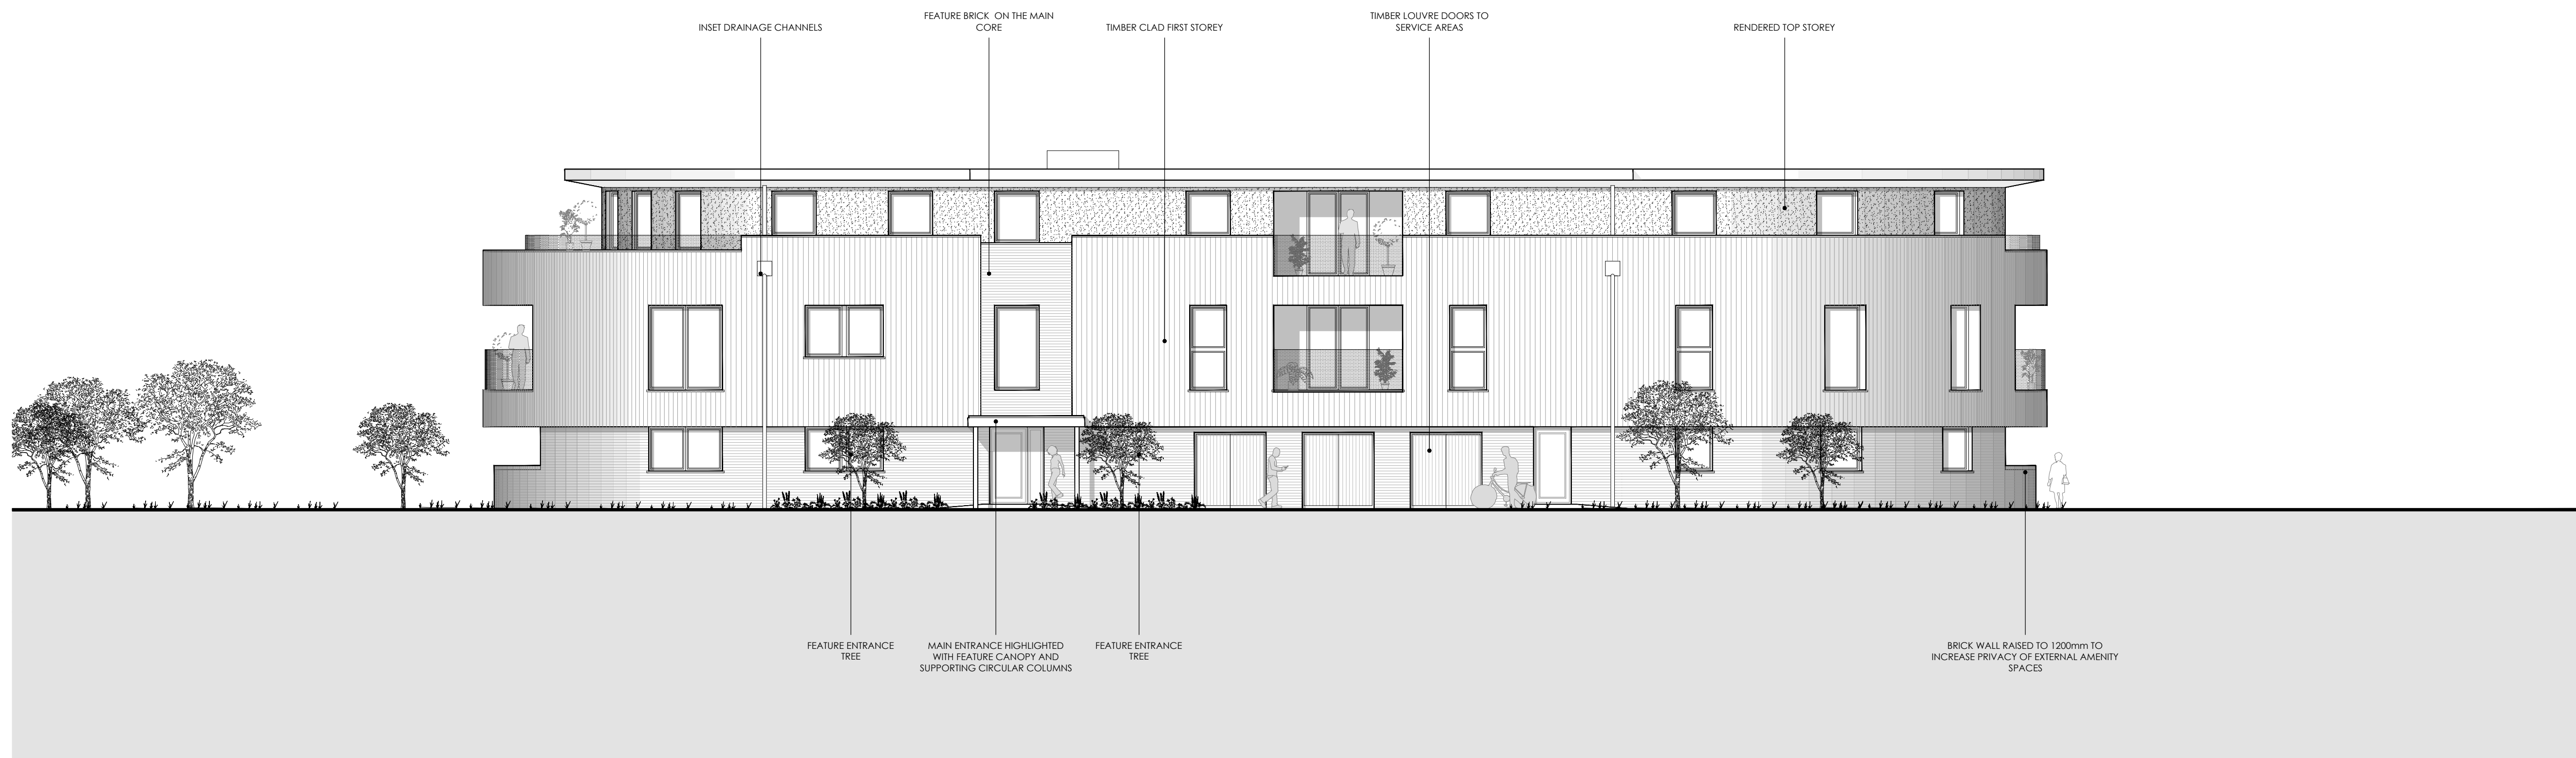 INSET DRAINAGE CHANNELS
FEATURE BRICK ON THE MAIN
CORE
TIMBER CLAD FIRST STOREY
TIMBER LOUVRE DOORS TO
SERVICE AREAS
RENDERED TOP STOREY
FEATURE ENTRANCE
TREE
MAIN ENTRANCE HIGHLIGHTED
WITH FEATURE CANOPY AND
SUPPORTING CIRCULAR COLUMNS
FEATURE ENTRANCE
TREE
BRICK WALL RAISED TO 1200mm TO
INCREASE PRIVACY OF EXTERNAL AMENITY
SPACES